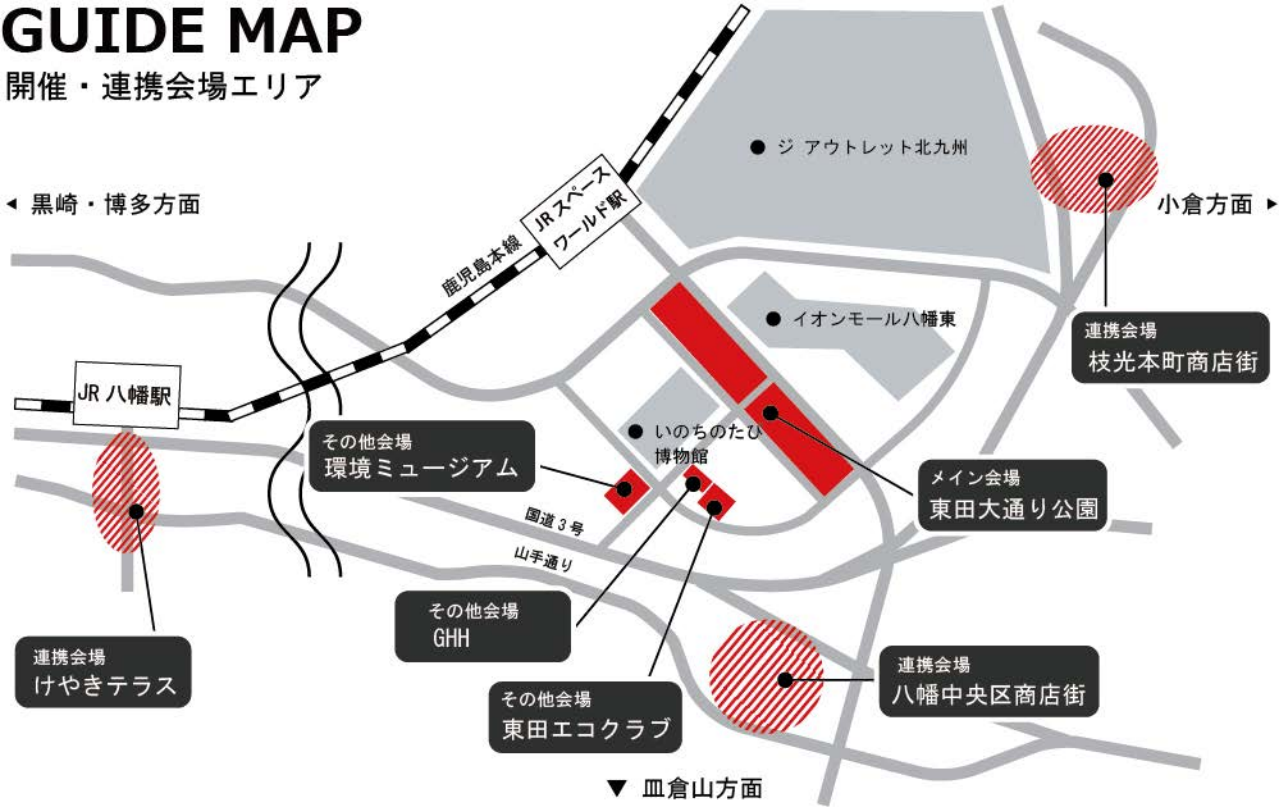 GUIDE MAP
開催・連携会場エリア
◀ 黒崎・博多方面
小倉方面 ▶
JR スペース
ワールド駅
鹿児島本線
● ジ アウトレット北九州
● イオンモール八幡東
連携会場
枝光本町商店街
JR 八幡駅
その他会場
環境ミュージアム
● いのちのたび
博物館
メイン会場
東田大通り公園
国道3号
山手通り
その他会場
GHH
連携会場
けやきテラス
その他会場
東田エコクラブ
連携会場
八幡中央区商店街
▼ 皿倉山方面